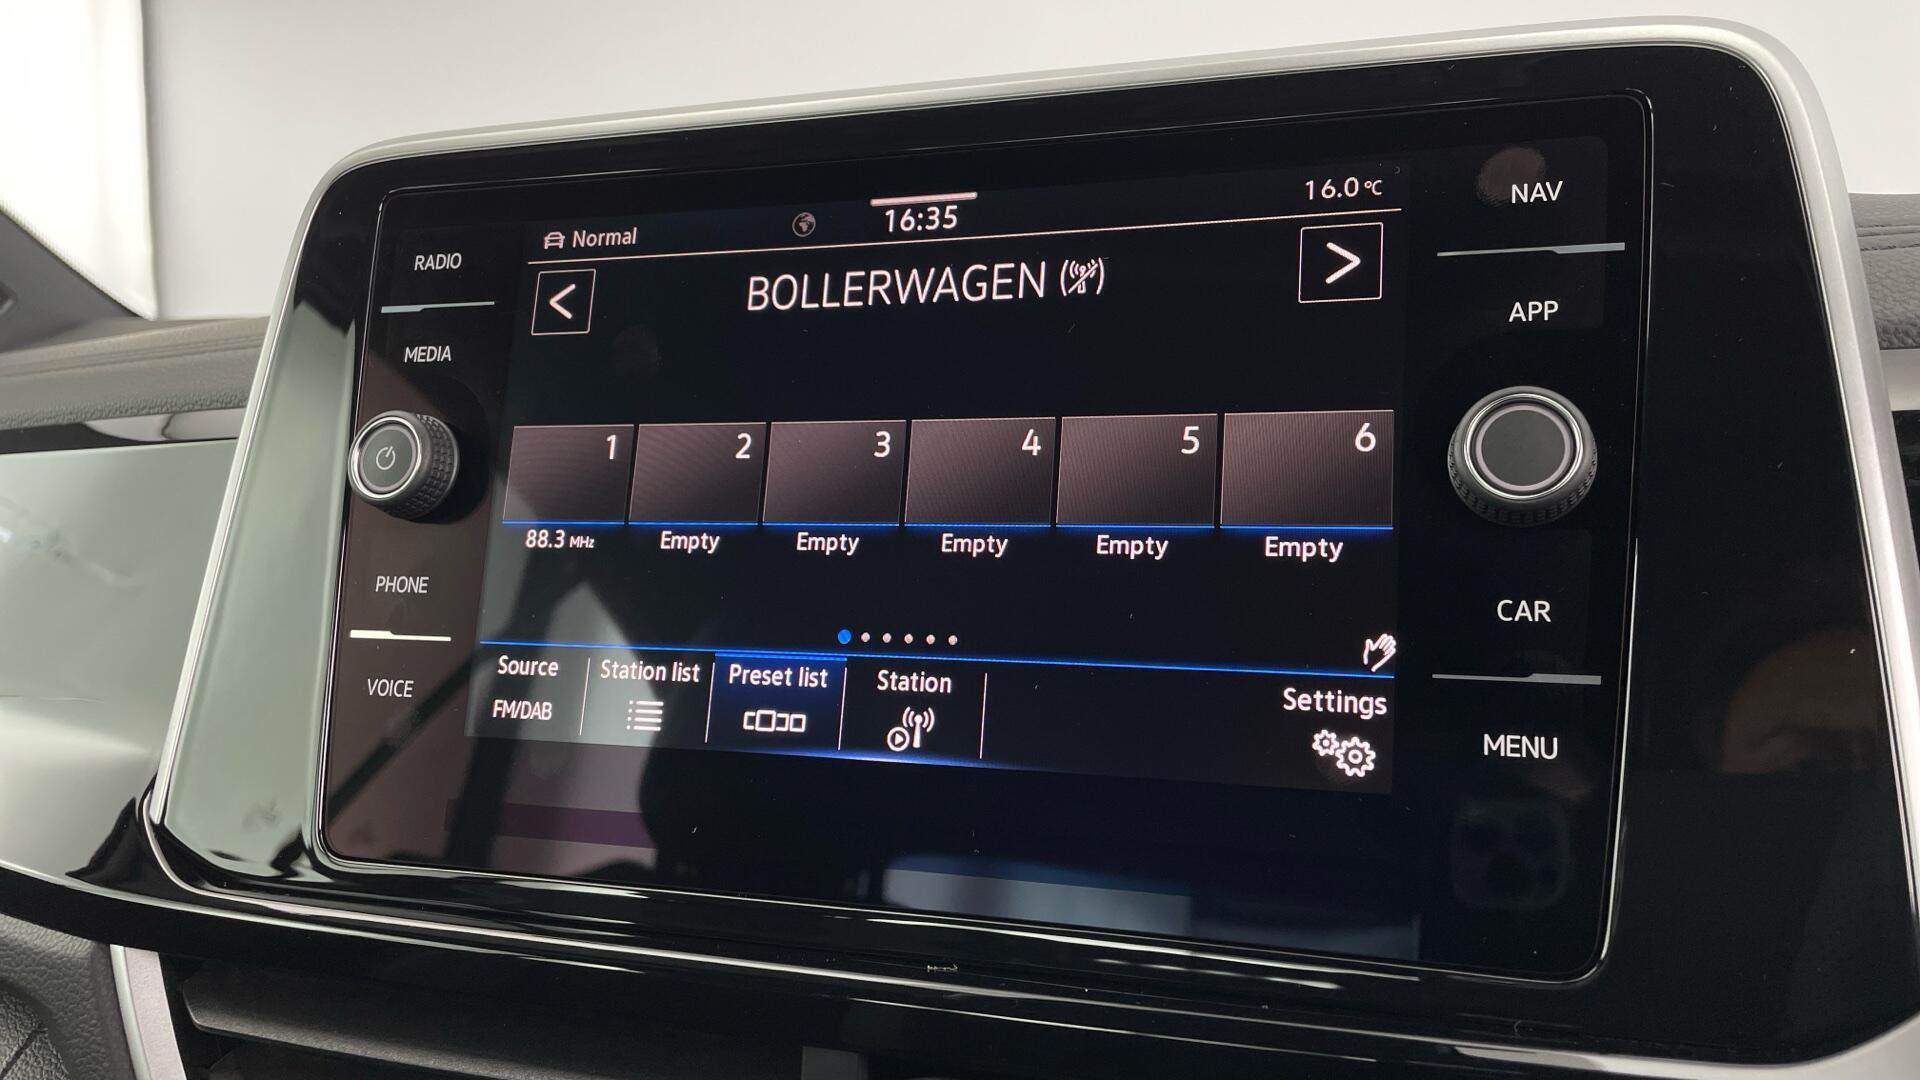 16.0 °C
Normal
16:35
BOLLERWAGEN
<
>
RADIO
MEDIA
PHONE
VOICE
NAV
APP
CAR
MENU
1
2
3
4
5
6
88.3 MHz
Empty
Empty
Empty
Empty
Empty
Source
FM/DAB
Station list
Preset list
Station
Settings